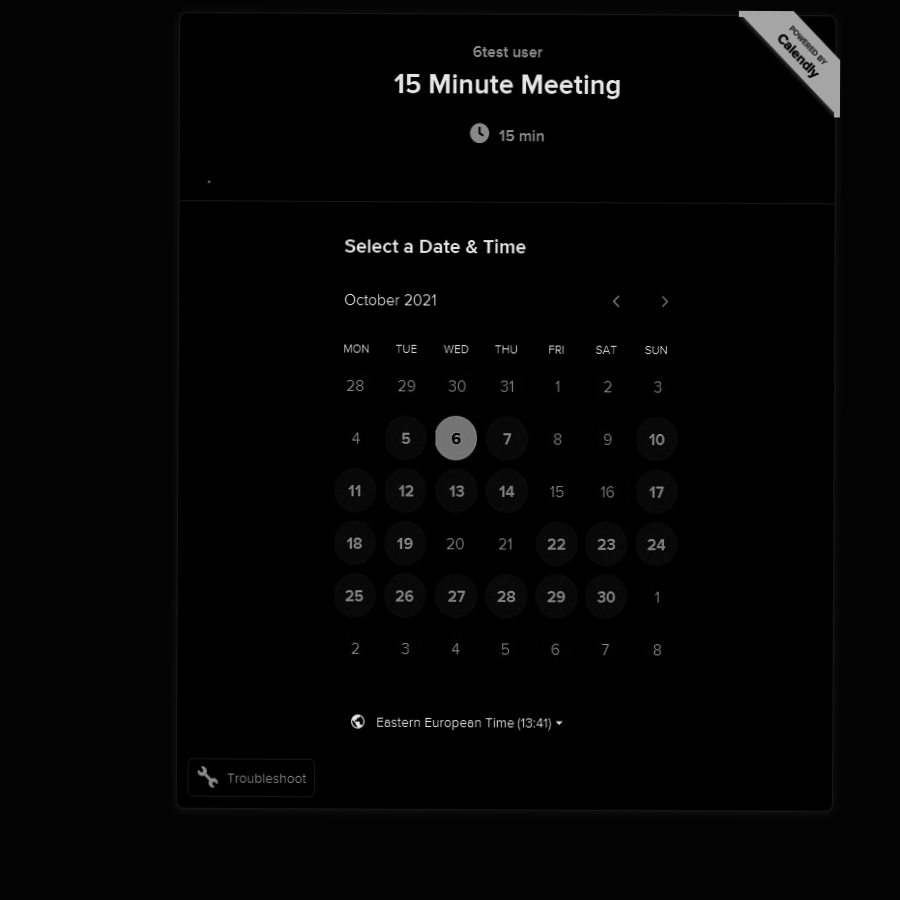 POWERED BY
Calendly
6test user
15 Minute Meeting
15 min
Select a Date & Time
October 2021
MON TUE WED THU FRI SAT SUN
28 29 30 31 1 2 3
4 5 6 7 8 9 10
11 12 13 14 15 16 17
18 19 20 21 22 23 24
25 26 27 28 29 30 1
2 3 4 5 6 7 8
Eastern European Time (13:41)
Troubleshoot